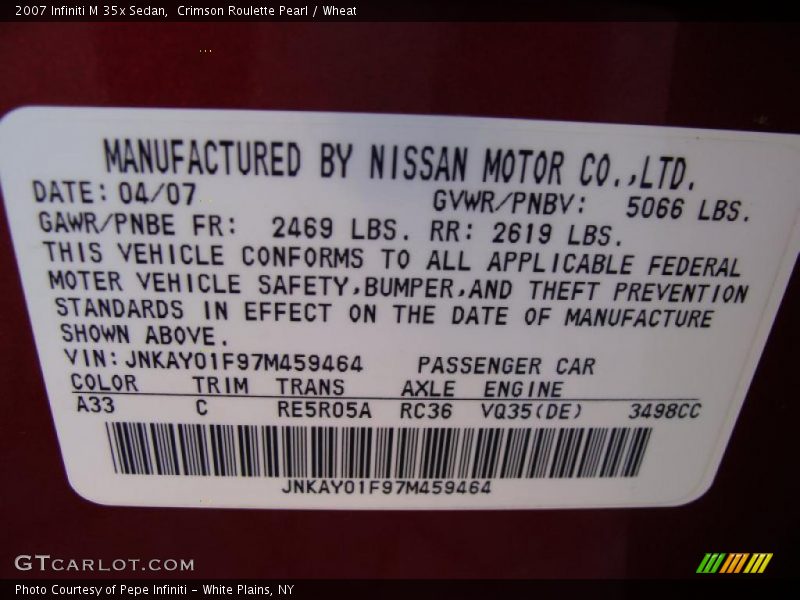 2007 Infiniti M 35x Sedan,  Crimson Roulette Pearl / Wheat
MANUFACTURED BY NISSAN MOTOR CO.,LTD.
DATE: 04/07 GVWR/PNBV: 5066 LBS.
GAWR/PNBE FR: 2469 LBS. RR: 2619 LBS.
THIS VEHICLE CONFORMS TO ALL APPLICABLE FEDERAL
MOTER VEHICLE SAFETY,BUMPER,AND THEFT PREVENTION
STANDARDS IN EFFECT ON THE DATE OF MANUFACTURE
SHOWN ABOVE.
VIN: JNKAY01F97M459464 PASSENGER CAR
COLOR TRIM TRANS AXLE ENGINE
A33 C RE5R05A RC36 VQ35(DE) 3498CC
JNKAY01F97M459464
GTCARLOT.COM
Photo Courtesy of Pepe Infiniti - White Plains, NY